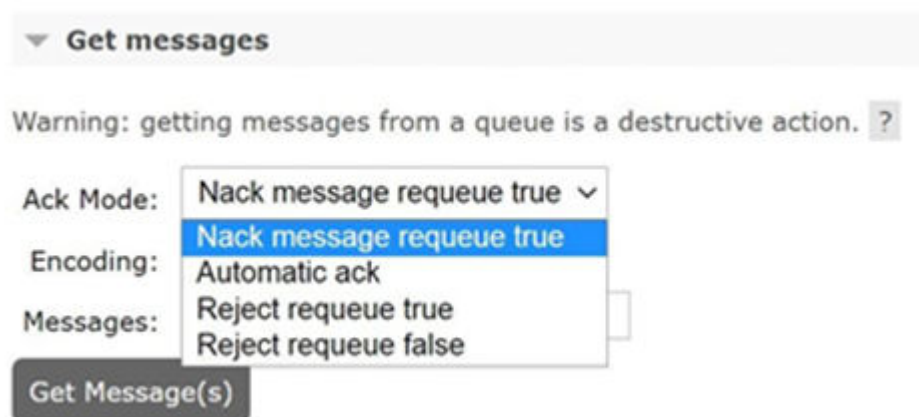 Get messages
Warning: getting messages from a queue is a destructive action. ?
Ack Mode: Nack message requeue true
Nack message requeue true
Encoding:
Automatic ack
Reject requeue true
Messages:
Reject requeue false
Get Message(s)